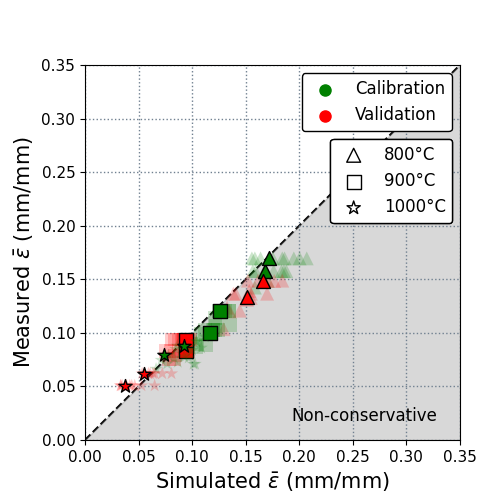 Calibration
Validation
800°C
900°C
1000°C
Measured ε̄ (mm/mm)
0.35
0.30
0.25
0.20
0.15
0.10
0.05
0.00
Non-conservative
0.00 0.05 0.10 0.15 0.20 0.25 0.30 0.35
Simulated ε̄ (mm/mm)